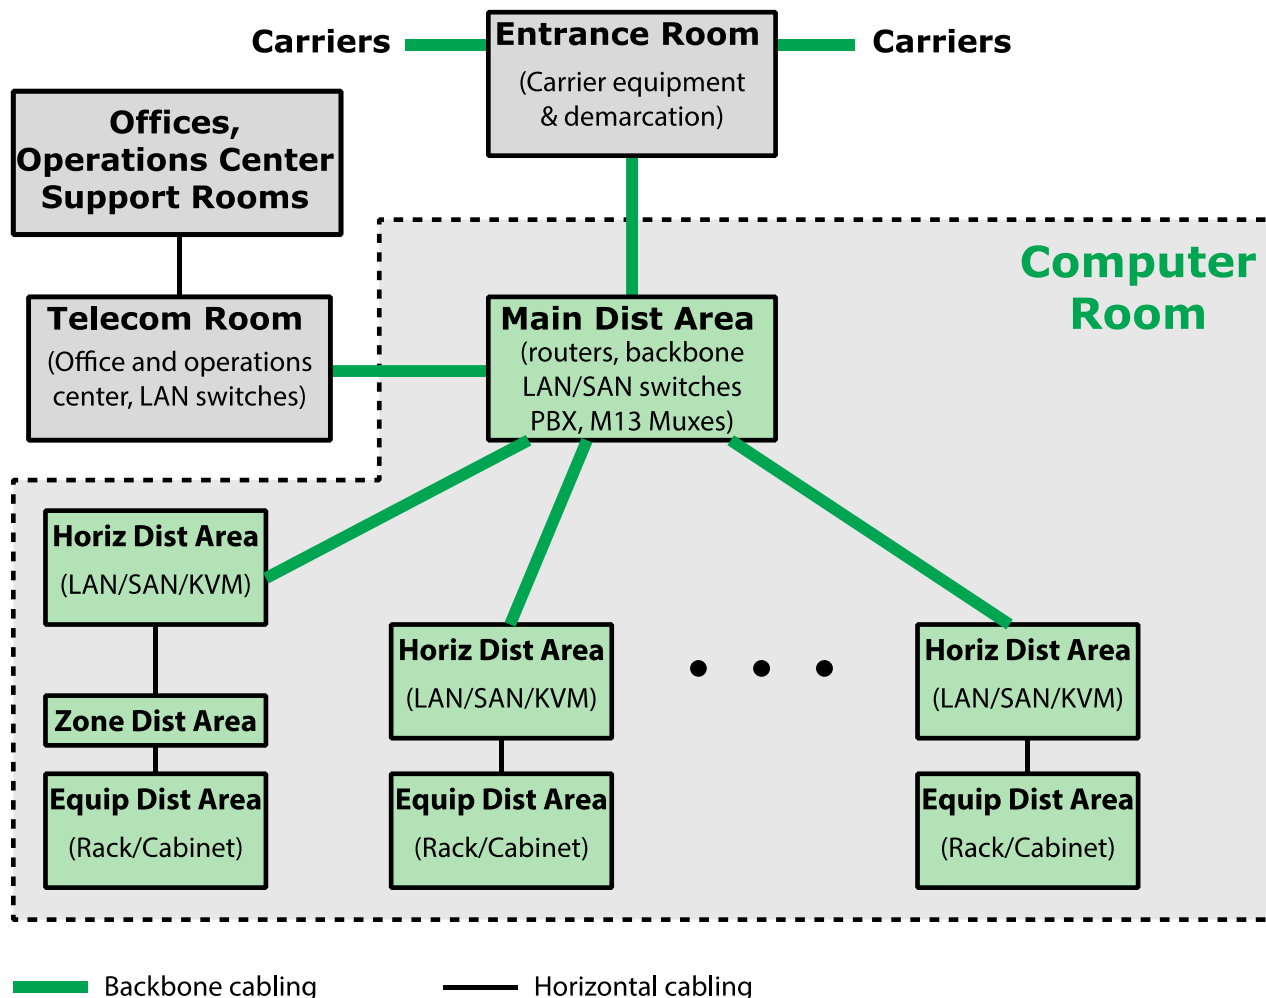 Carriers
Entrance Room
(Carrier equipment
& demarcation)
Carriers
Offices,
Operations Center
Support Rooms
Computer
Room
Telecom Room
(Office and operations
center, LAN switches)
Main Dist Area
(routers, backbone
LAN/SAN switches
PBX, M13 Muxes)
Horiz Dist Area
(LAN/SAN/KVM)
Zone Dist Area
Equip Dist Area
(Rack/Cabinet)
Horiz Dist Area
(LAN/SAN/KVM)
Equip Dist Area
(Rack/Cabinet)
Horiz Dist Area
(LAN/SAN/KVM)
Equip Dist Area
(Rack/Cabinet)
Backbone cabling
Horizontal cabling